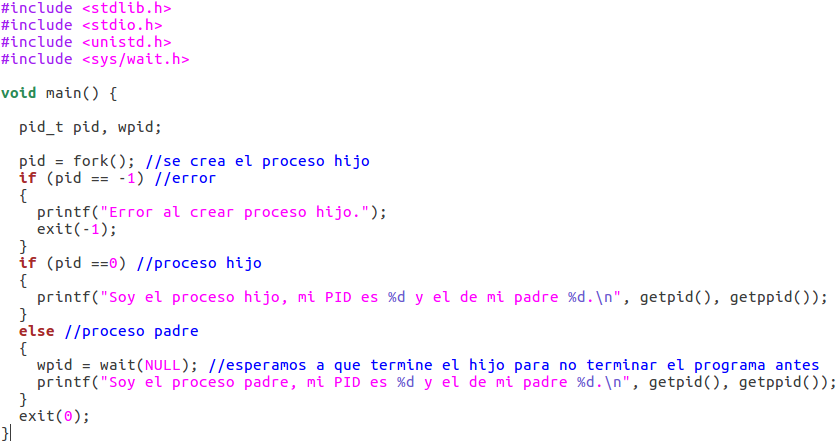 #include <stdlib.h>
#include <stdio.h>
#include <unistd.h>
#include <sys/wait.h>

void main() {

  pid_t pid, wpid;

  pid = fork(); //se crea el proceso hijo
  if (pid == -1) //error
  {
    printf("Error al crear proceso hijo.");
    exit(-1);
  }
  if (pid ==0) //proceso hijo
  {
    printf("Soy el proceso hijo, mi PID es %d y el de mi padre %d.\n", getpid(), getppid());
  }
  else //proceso padre
  {
    wpid = wait(NULL); //esperamos a que termine el hijo para no terminar el programa antes
    printf("Soy el proceso padre, mi PID es %d y el de mi padre %d.\n", getpid(), getppid());
  }
  exit(0);
}